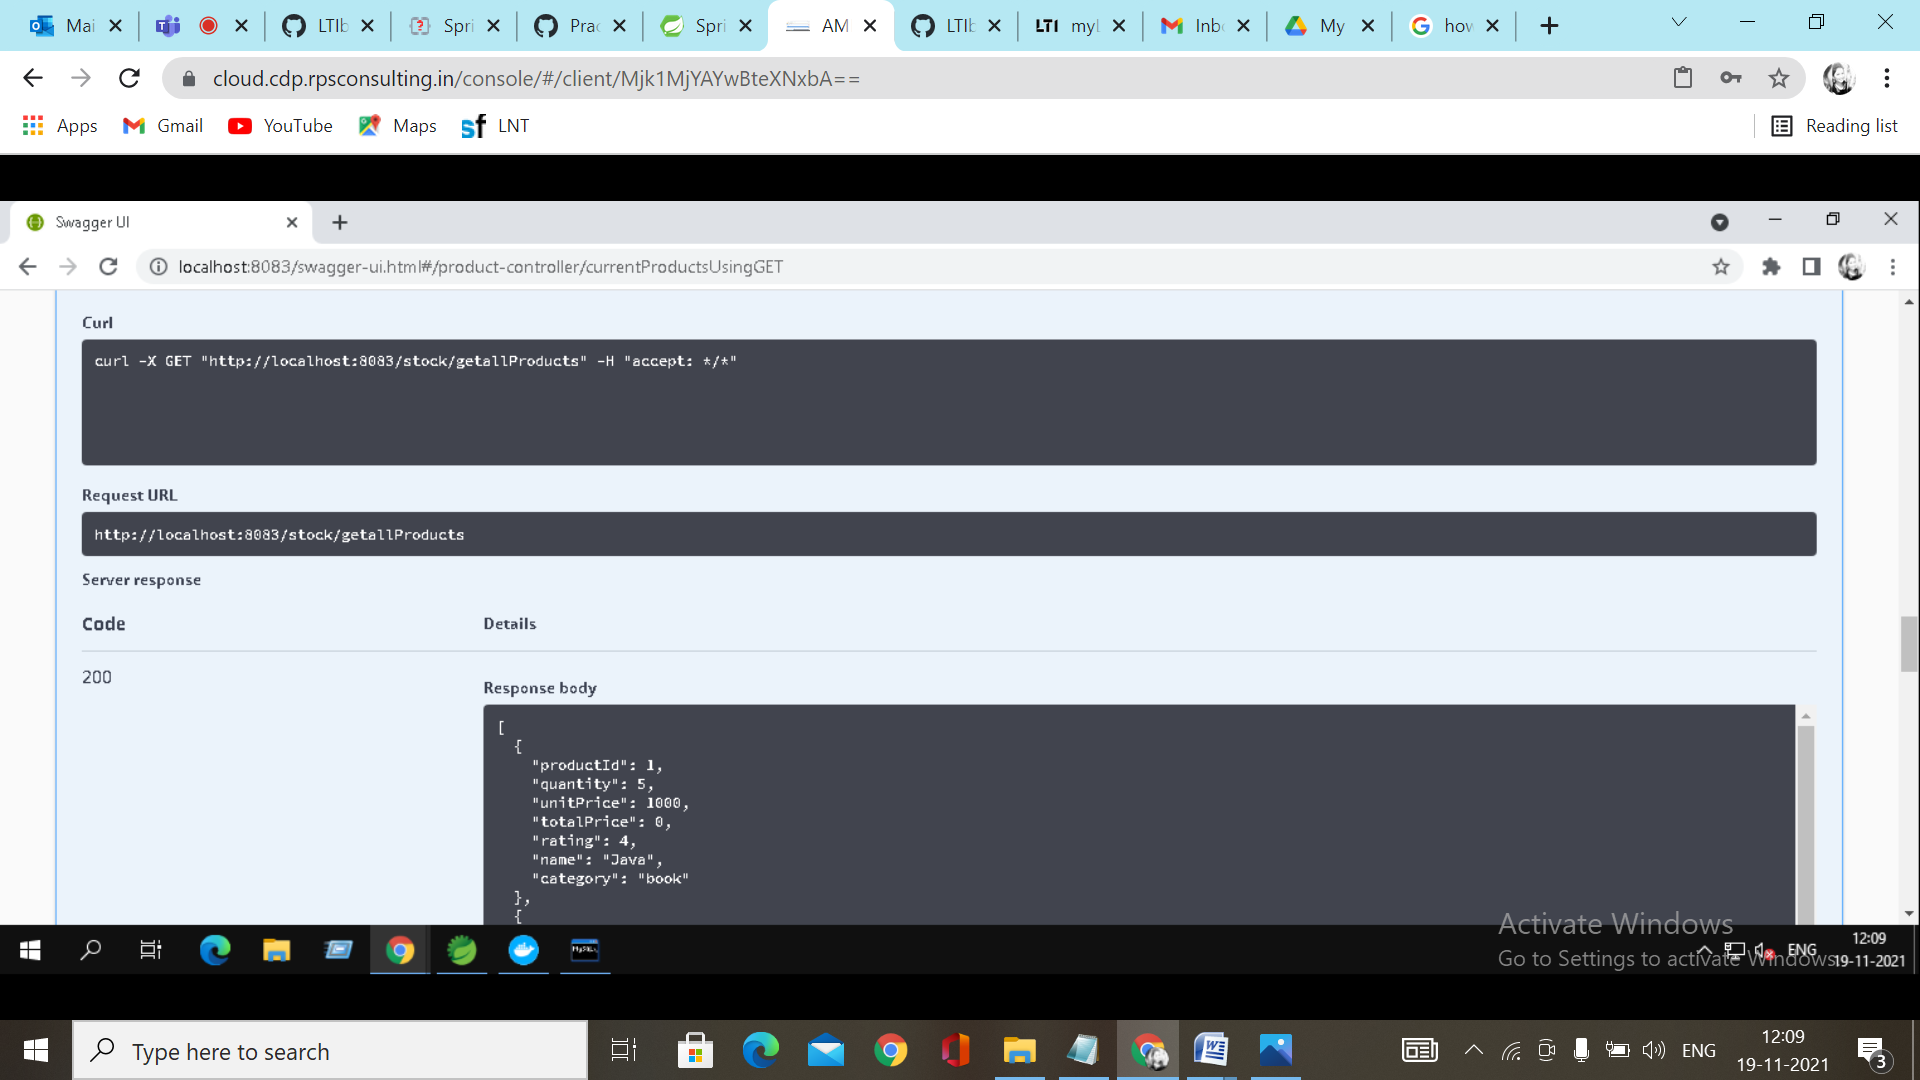 Mai
LTIb
Spri
Prac
Spri
AM
LTIb
LTI myl
Inb
My
how
cloud.cdp.rpsconsulting.in/console/#/client/Mjk1MjYAYwBteXNxbA==
Apps
Gmail
YouTube
Maps
sf LNT
Reading list
Swagger UI
localhost:8083/swagger-ui.html#/product-controller/currentProductsUsingGET
Curl
curl -X GET "http://localhost:8083/stock/getallProducts" -H "accept: */*"
Request URL
http://localhost:8083/stock/getallProducts
Server response
Code Details
200
Response body
[
{
"productId": 1,
"quantity": 5,
"unitPrice": 1000,
"totalPrice": 0,
"rating": 4,
"name": "Java",
"category": "book"
},
{
Activate Windows
Go to Settings to activate Windows
MySQL
ENG
12:09
19-11-2021
Type here to search
ENG
12:09
19-11-2021
3